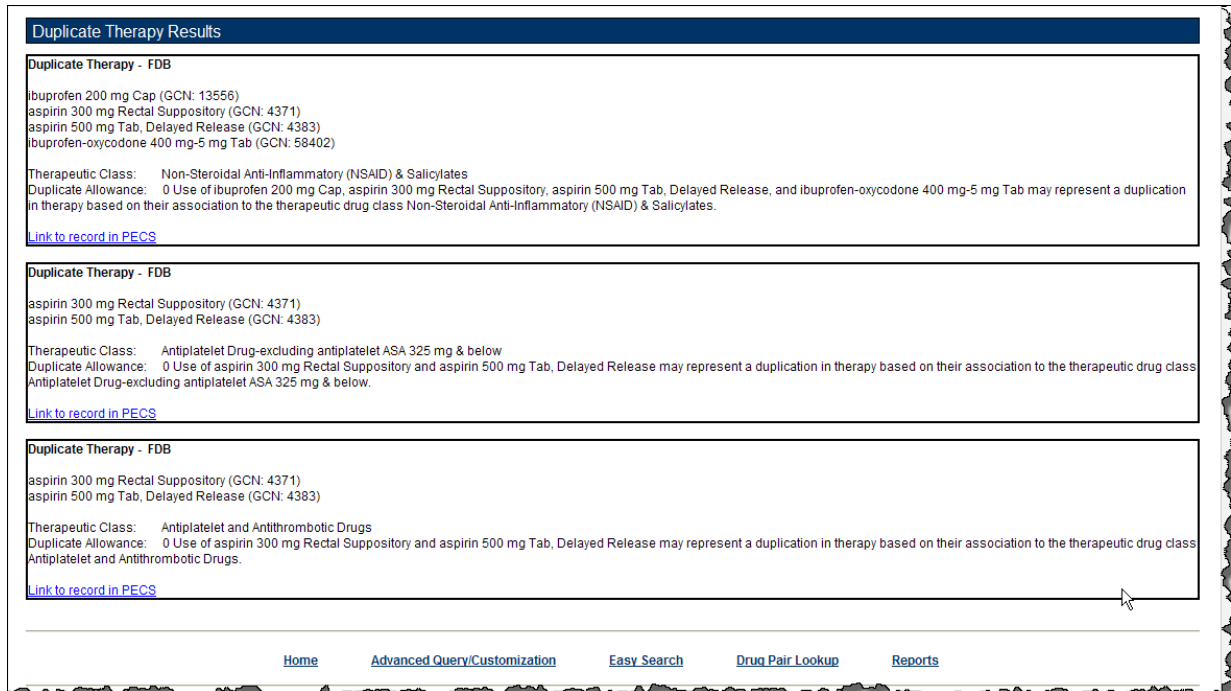 Duplicate Therapy Results
Duplicate Therapy - FDB
ibuprofen 200 mg Cap (GCN: 13556)
aspirin 300 mg Rectal Suppository (GCN: 4371)
aspirin 500 mg Tab, Delayed Release (GCN: 4383)
ibuprofen-oxycodone 400 mg-5 mg Tab (GCN: 58402)
Therapeutic Class: Non-Steroidal Anti-Inflammatory (NSAID) & Salicylates
Duplicate Allowance: 0 Use of ibuprofen 200 mg Cap, aspirin 300 mg Rectal Suppository, aspirin 500 mg Tab, Delayed Release, and ibuprofen-oxycodone 400 mg-5 mg Tab may represent a duplication
in therapy based on their association to the therapeutic drug class Non-Steroidal Anti-Inflammatory (NSAID) & Salicylates.
Link to record in PECS
Duplicate Therapy - FDB
aspirin 300 mg Rectal Suppository (GCN: 4371)
aspirin 500 mg Tab, Delayed Release (GCN: 4383)
Therapeutic Class: Antiplatelet Drug-excluding antiplatelet ASA 325 mg & below
Duplicate Allowance: 0 Use of aspirin 300 mg Rectal Suppository and aspirin 500 mg Tab, Delayed Release may represent a duplication in therapy based on their association to the therapeutic drug class
Antiplatelet Drug-excluding antiplatelet ASA 325 mg & below.
Link to record in PECS
Duplicate Therapy - FDB
aspirin 300 mg Rectal Suppository (GCN: 4371)
aspirin 500 mg Tab, Delayed Release (GCN: 4383)
Therapeutic Class: Antiplatelet and Antithrombotic Drugs
Duplicate Allowance: 0 Use of aspirin 300 mg Rectal Suppository and aspirin 500 mg Tab, Delayed Release may represent a duplication in therapy based on their association to the therapeutic drug class
Antiplatelet and Antithrombotic Drugs.
Link to record in PECS
Home Advanced Query/Customization Easy Search Drug Pair Lookup Reports